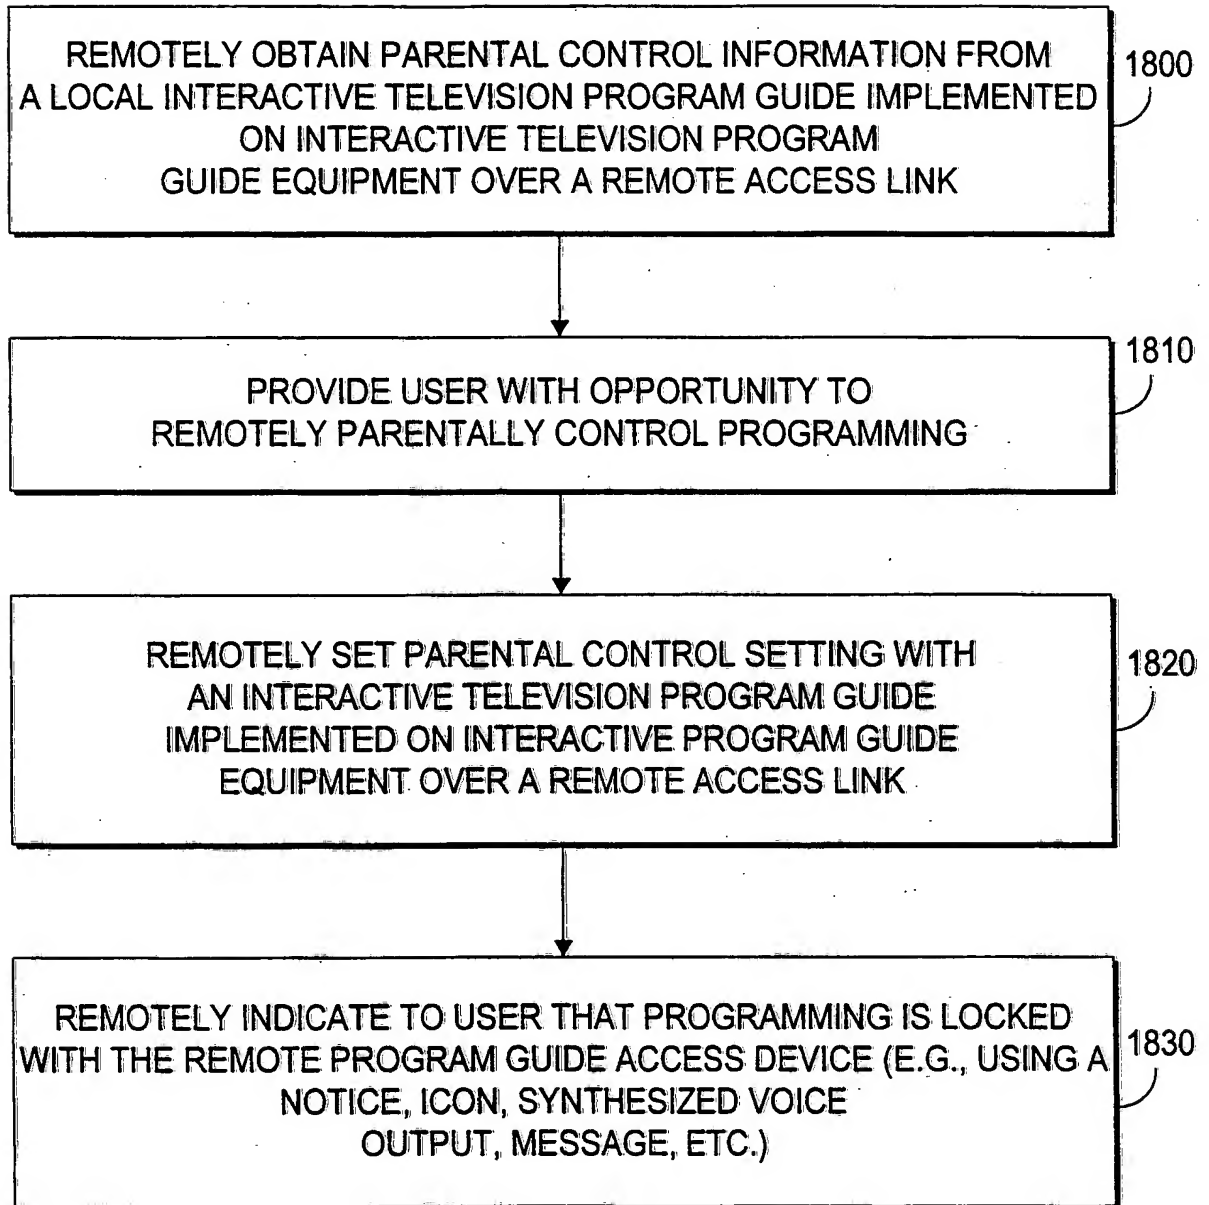 REMOTELY OBTAIN PARENTAL CONTROL INFORMATION FROM
A LOCAL INTERACTIVE TELEVISION PROGRAM GUIDE IMPLEMENTED
ON INTERACTIVE TELEVISION PROGRAM
GUIDE EQUIPMENT OVER A REMOTE ACCESS LINK
1800
PROVIDE USER WITH OPPORTUNITY TO
REMOTELY PARENTALLY CONTROL PROGRAMMING
1810
REMOTELY SET PARENTAL CONTROL SETTING WITH
AN INTERACTIVE TELEVISION PROGRAM GUIDE
IMPLEMENTED ON INTERACTIVE PROGRAM GUIDE
EQUIPMENT OVER A REMOTE ACCESS LINK
1820
REMOTELY INDICATE TO USER THAT PROGRAMMING IS LOCKED
WITH THE REMOTE PROGRAM GUIDE ACCESS DEVICE (E.G., USING A
NOTICE, ICON, SYNTHESIZED VOICE
OUTPUT, MESSAGE, ETC.)
1830